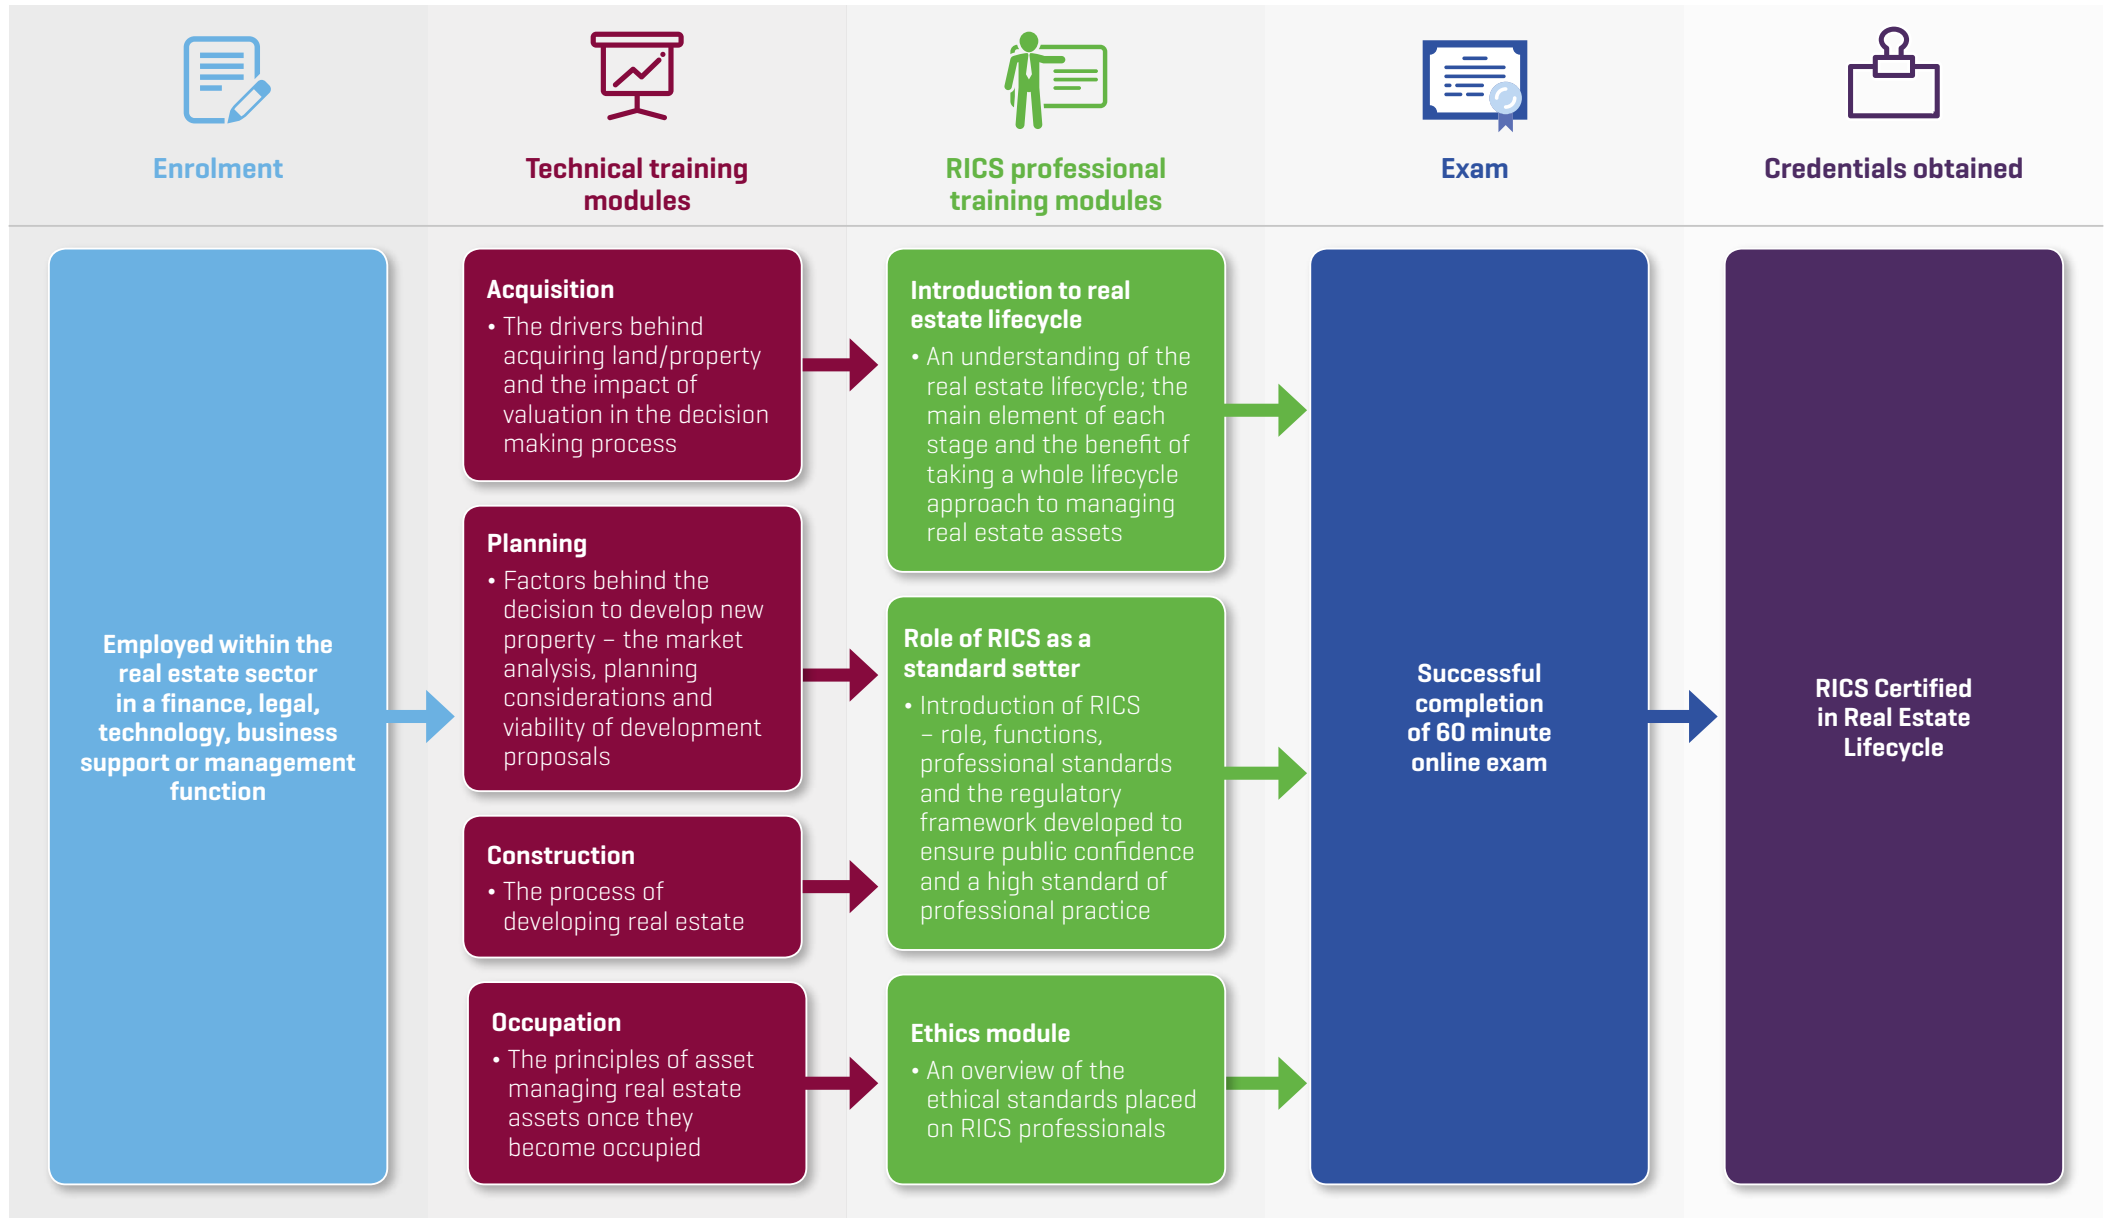 Enrolment
Technical training
modules
RICS professional
training modules
Exam
Credentials obtained
Employed within the
real estate sector
in a finance, legal,
technology, business
support or management
function
Acquisition
• The drivers behind
acquiring land/property
and the impact of
valuation in the decision
making process
Planning
• Factors behind the
decision to develop new
property – the market
analysis, planning
considerations and
viability of development
proposals
Construction
• The process of
developing real estate
Occupation
• The principles of asset
managing real estate
assets once they
become occupied
Introduction to real
estate lifecycle
• An understanding of the
real estate lifecycle; the
main element of each
stage and the benefit of
taking a whole lifecycle
approach to managing
real estate assets
Role of RICS as a
standard setter
• Introduction of RICS
– role, functions,
professional standards
and the regulatory
framework developed to
ensure public confidence
and a high standard of
professional practice
Ethics module
• An overview of the
ethical standards placed
on RICS professionals
Successful
completion
of 60 minute
online exam
RICS Certified
in Real Estate
Lifecycle